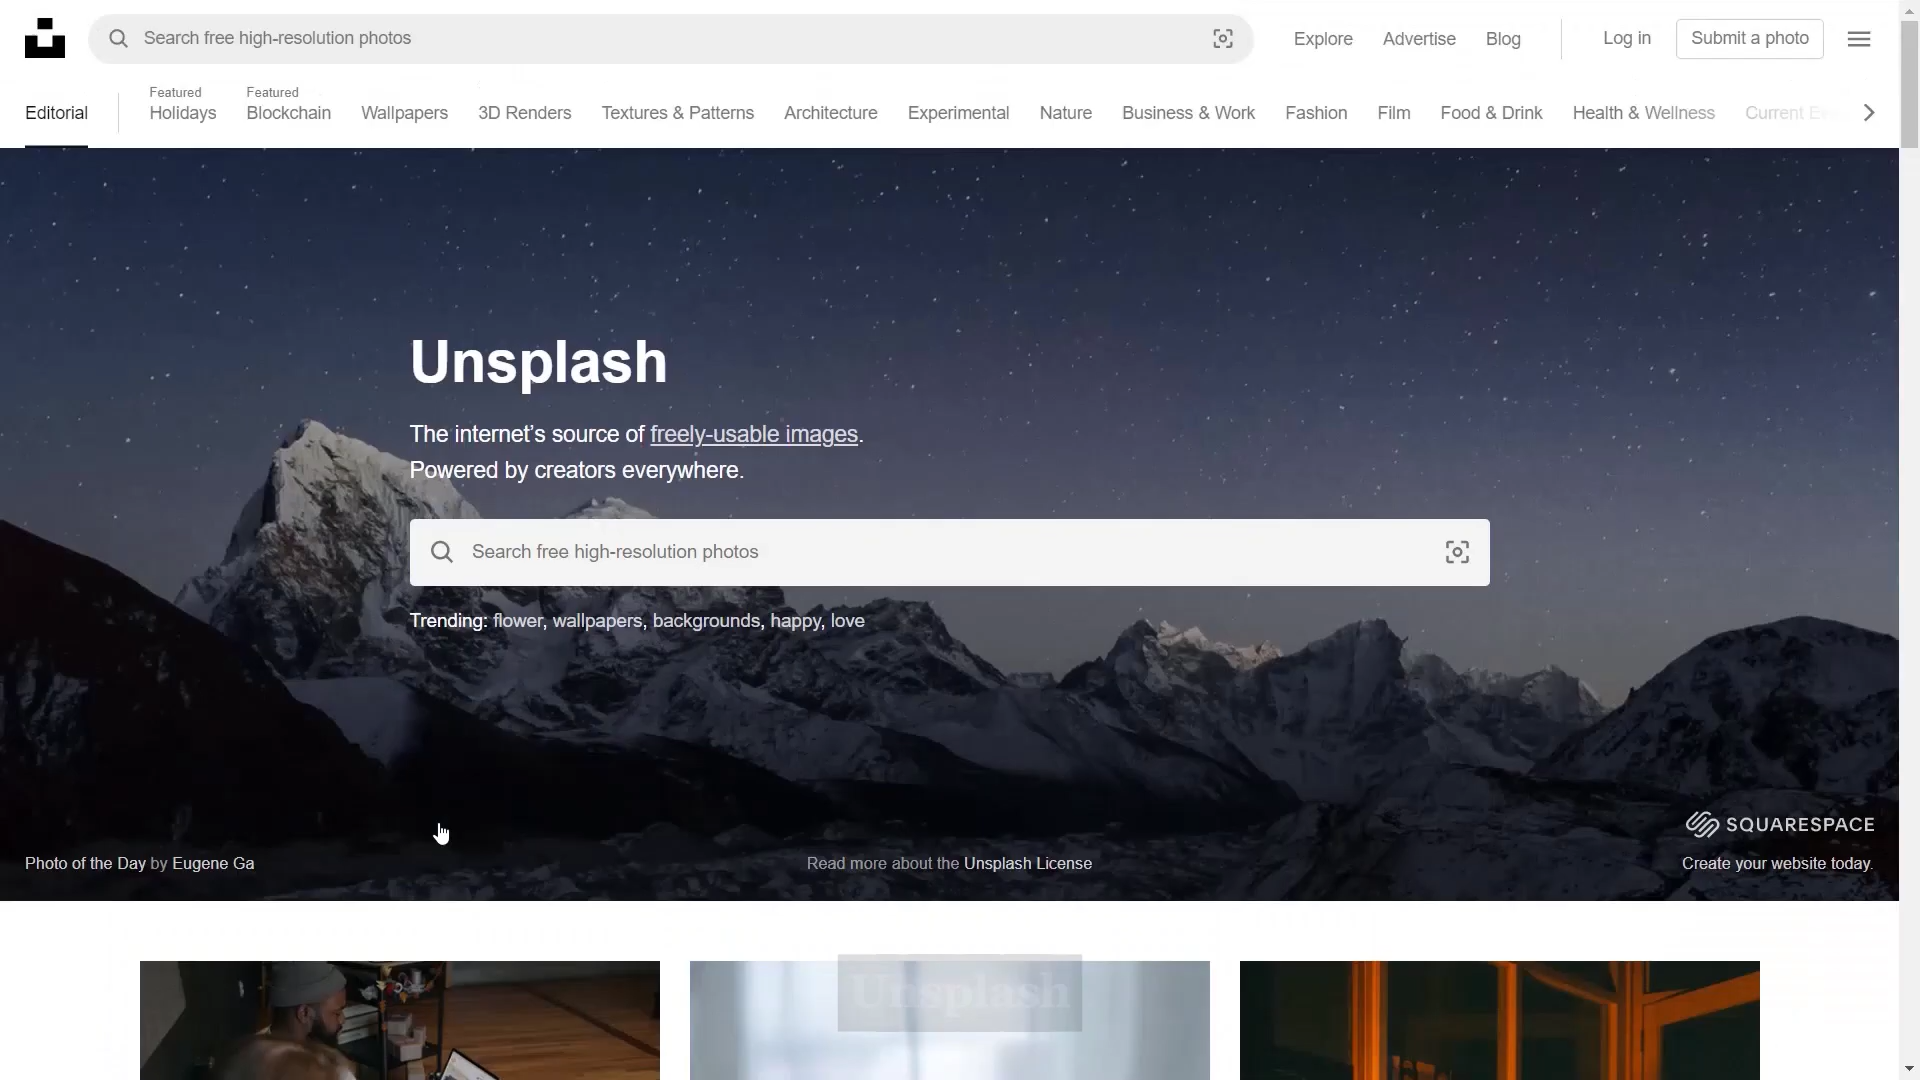 Search free high-resolution photos
Explore
Advertise
Blog
Log in
Submit a photo
Editorial
Featured
Holidays
Featured
Blockchain
Wallpapers
3D Renders
Textures & Patterns
Architecture
Experimental
Nature
Business & Work
Fashion
Film
Food & Drink
Health & Wellness
Current
Unsplash
The internet's source of freely-usable images.
Powered by creators everywhere.
Search free high-resolution photos
Trending: flower, wallpapers, backgrounds, happy, love
SQUARESPACE
Photo of the Day by Eugene Ga
Read more about the Unsplash License
Create your website today.
Unsplash